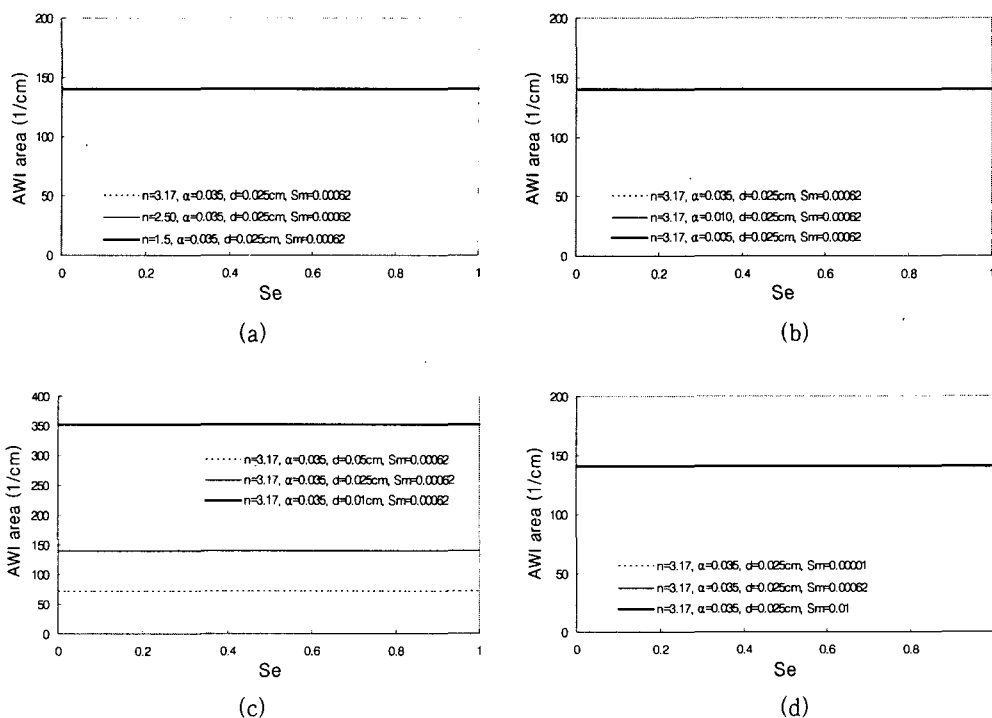 200
150
100
50
0
AWI area (1/cm)
n=3.17, α=0.035, d=0.025cm, Sm=0.00062
n=2.50, α=0.035, d=0.025cm, Sm=0.00062
n=1.5, α=0.035, d=0.025cm, Sm=0.00062
0 0.2 0.4 0.6 0.8 1
Se
(a)
200
150
100
50
0
AWI area (1/cm)
n=3.17, α=0.035, d=0.025cm, Sm=0.00062
n=3.17, α=0.010, d=0.025cm, Sm=0.00062
n=3.17, α=0.005, d=0.025cm, Sm=0.00062
0 0.2 0.4 0.6 0.8 1
Se
(b)
400
350
300
250
200
150
100
50
0
AWI area (1/cm)
n=3.17, α=0.035, d=0.05cm, Sm=0.00062
n=3.17, α=0.035, d=0.025cm, Sm=0.00062
n=3.17, α=0.035, d=0.01cm, Sm=0.00062
0 0.2 0.4 0.6 0.8 1
Se
(c)
200
150
100
50
0
AWI area (1/cm)
n=3.17, α=0.035, d=0.025cm, Sm=0.00001
n=3.17, α=0.035, d=0.025cm, Sm=0.00062
n=3.17, α=0.035, d=0.025cm, Sm=0.01
0 0.2 0.4 0.6 0.8
Se
(d)